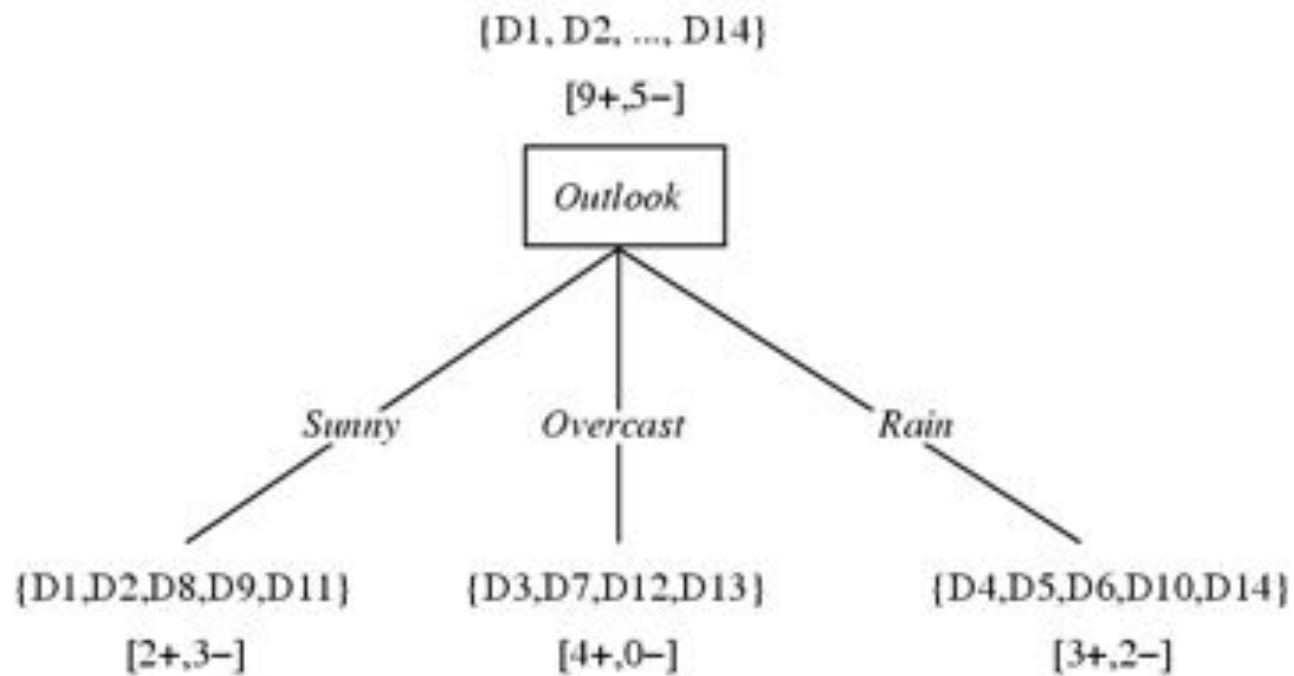 {D1, D2, ..., D14}
[9+,5−]
Outlook
Sunny
Overcast
Rain
{D1,D2,D8,D9,D11}
{D3,D7,D12,D13}
{D4,D5,D6,D10,D14}
[2+,3−]
[4+,0−]
[3+,2−]